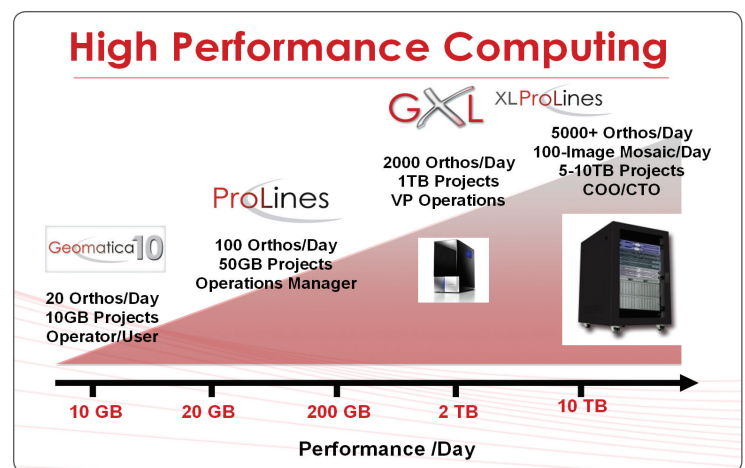 High Performance Computing
Geomatica10
20 Orthos/Day
10GB Projects
Operator/User
ProLines
100 Orthos/Day
50GB Projects
Operations Manager
GXL
2000 Orthos/Day
1TB Projects
VP Operations
XLProLines
5000+ Orthos/Day
100-Image Mosaic/Day
5-10TB Projects
COO/CTO
10 GB
20 GB
200 GB
2 TB
10 TB
Performance /Day